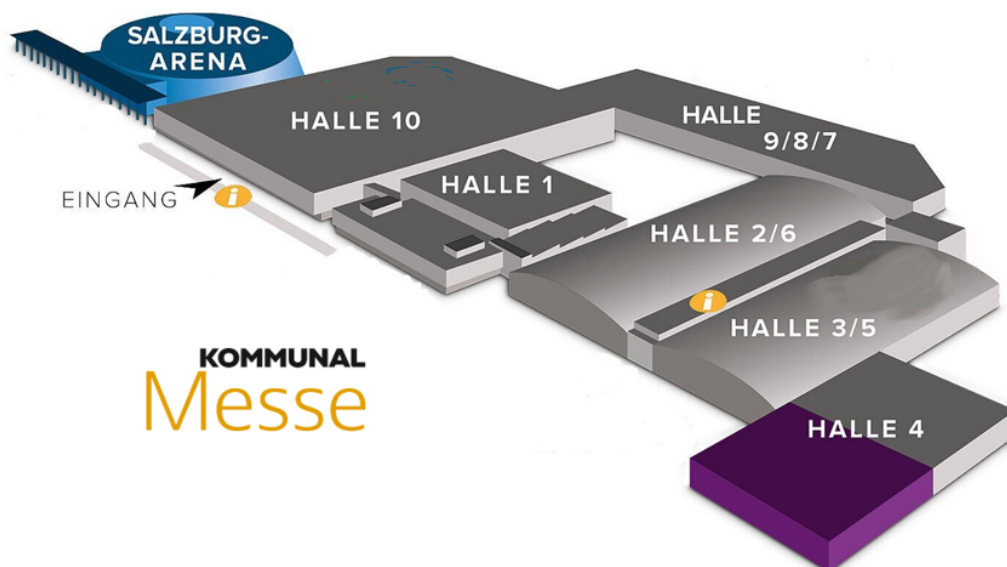 SALZBURG-
ARENA
HALLE 10
HALLE
9/8/7
HALLE 1
EINGANG
i
HALLE 2/6
i
HALLE 3/5
KOMMUNAL
Messe
HALLE 4